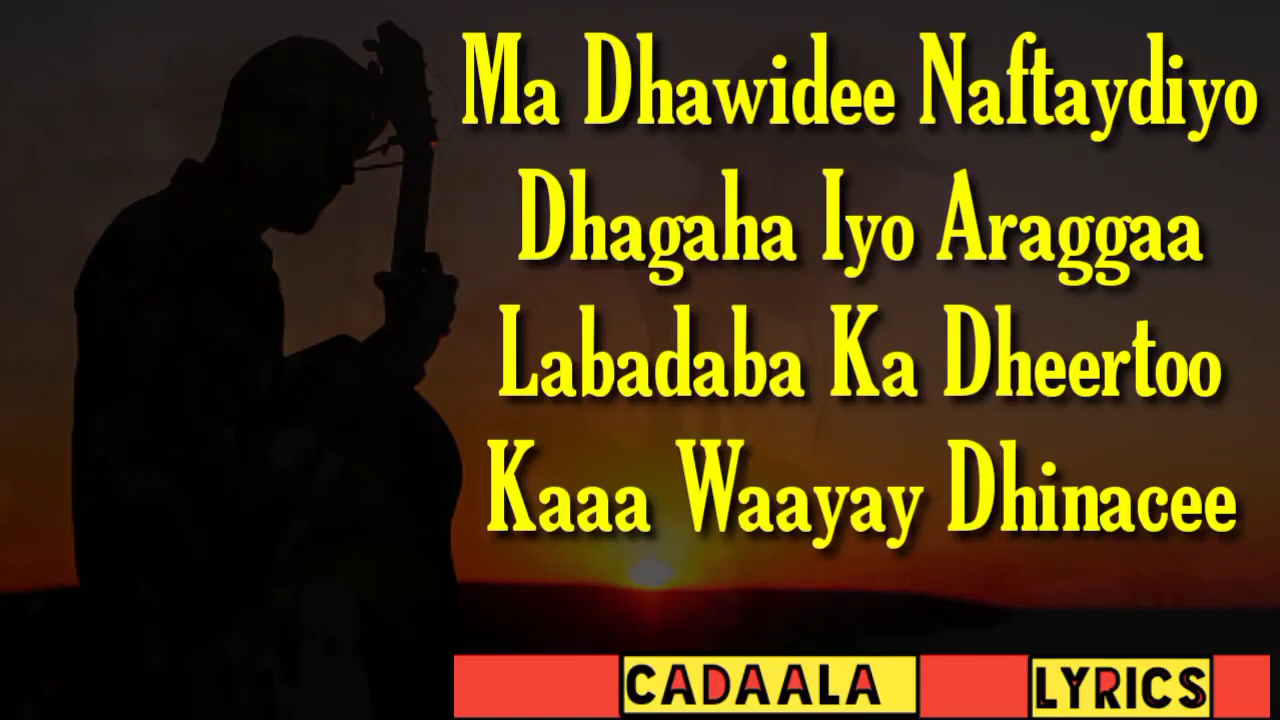 Ma Dhawidee Naftaydiyo
Dhagaha Iyo Araggaa
Labadaba Ka Dheertoo
Kaaa Waayay Dhinacee
CADAALA LYRICS